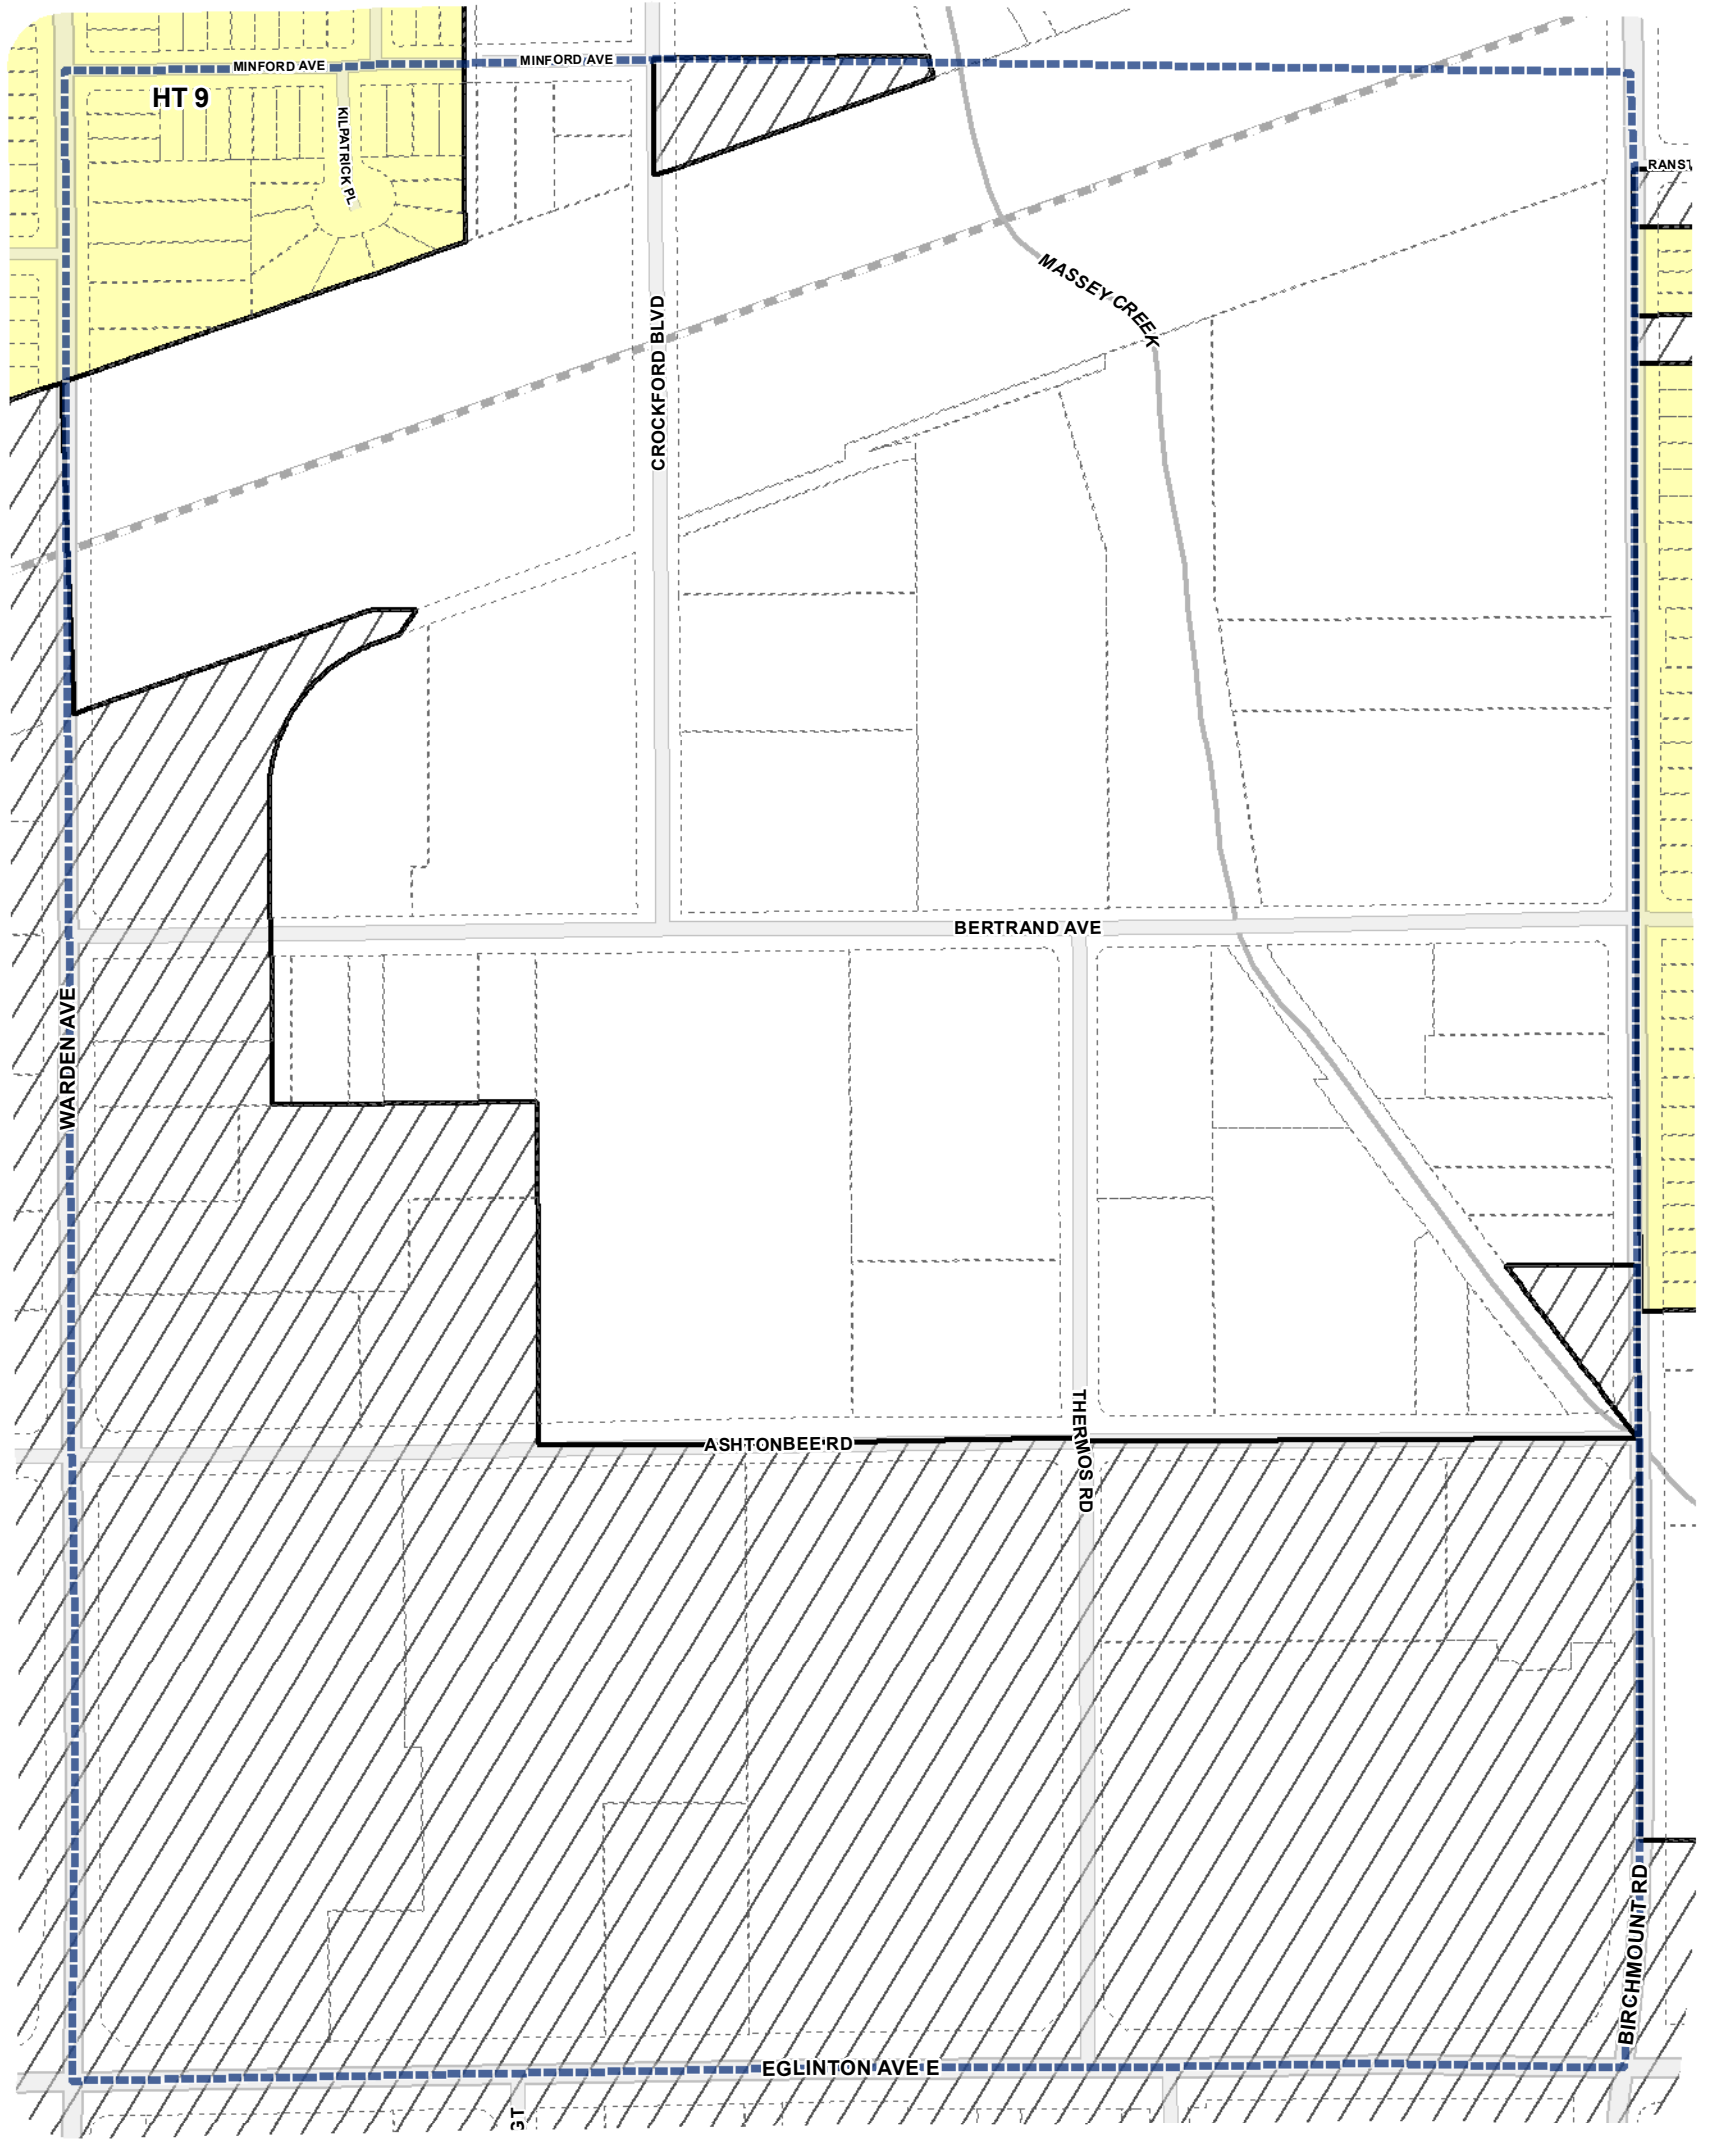 MINFORD AVE
MINFORD AVE
HT 9
KILPATRICK PL
RANST
MASSEY CREEK
CROCKFORD BLVD
BERTRAND AVE
WARDEN AVE
ASHTONBEE RD
THERMOS RD
BIRCHMOUNT RD
EGLINTON AVE E